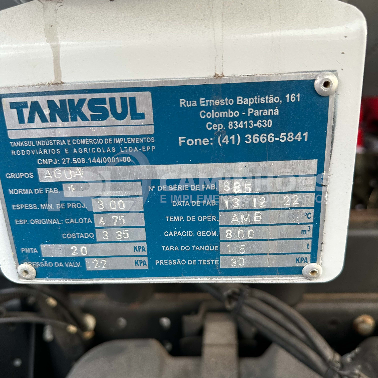 TANKSUL
TANKSUL INDUSTRIA E COMERCIO DE IMPLEMENTOS
RODOVIÁRIOS E AGRÍCOLAS LTDA-EPP
CNPJ: 27.508.144/0001-00
Rua Ernesto Baptistão, 161
Colombo - Paraná
Cep. 83413-630
Fone: (41) 3666-5841
GRUPOS AGUA
NORMA DE FAB. Nº DE SÉRIE DE FAB.
ESPESS. MIN. DE PROJ. 3.00 DATA DE FAB. 13 12 22
ESP. ORIGINAL: CALOTA 4.75 TEMP. DE OPER. AMB ºC
COSTADO 3.35 CAPACID. GEOM. 8.00 m³
PMTA 20 KPA TARA DO TANQUE
PRESSÃO DA VALV. 22 KPA PRESSÃO DE TESTE 30 KPA